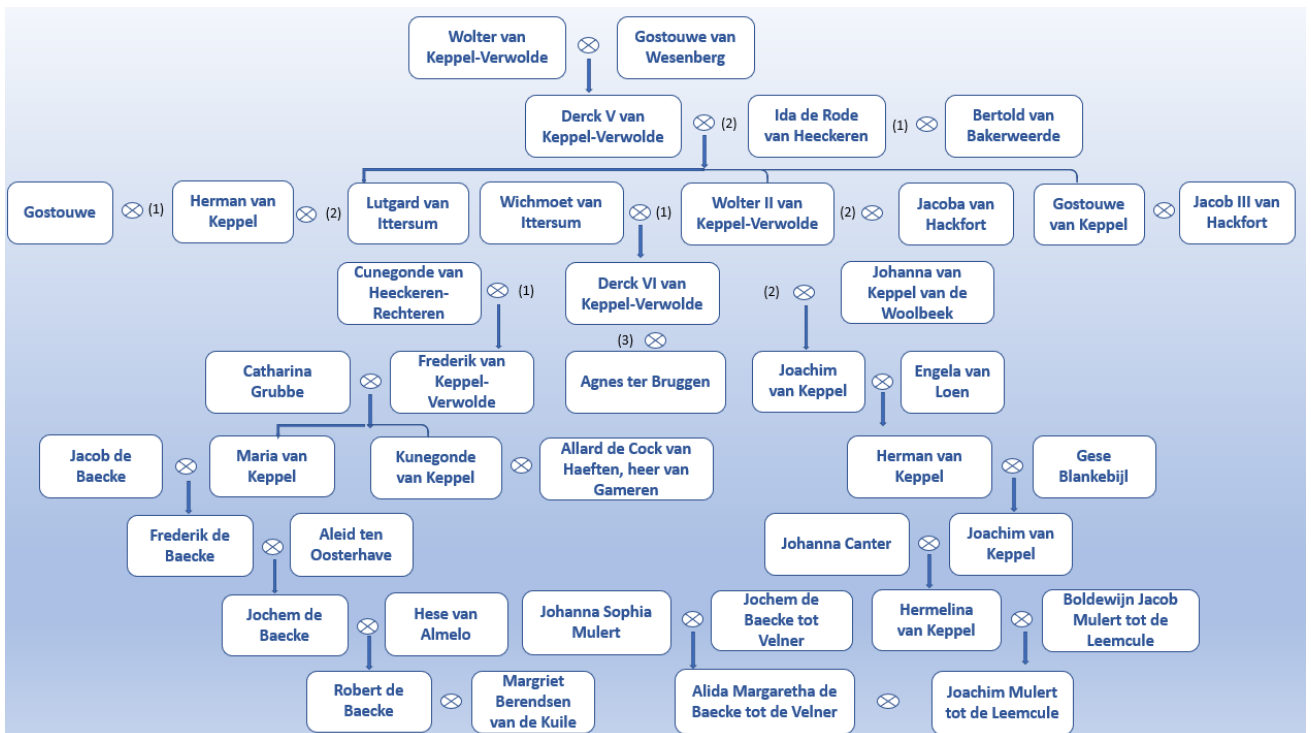 Wolter van
Keppel-Verwolde
Gostouwe van
Wesenberg
Derck V van
Keppel-Verwolde
(2)
Ida de Rode
van Heeckeren
(1)
Bertold van
Bakerweerde
Gostouwe
(1)
Herman van
Keppel
(2)
Lutgard van
Ittersum
Wichmoet van
Ittersum
(1)
Wolter II van
Keppel-Verwolde
(2)
Jacoba van
Hackfort
Gostouwe
van Keppel
Jacob III van
Hackfort
Cunegonde van
Heeckeren-
Rechteren
(1)
Derck VI van
Keppel-Verwolde
(2)
Johanna van
Keppel van de
Woolbeek
(3)
Catharina
Grubbe
Frederik van
Keppel-
Verwolde
Agnes ter Bruggen
Joachim
van Keppel
Engela van
Loen
Jacob de
Baecke
Maria van
Keppel
Kunegonde
van Keppel
Allard de Cock van
Haeften, heer van
Gameren
Herman van
Keppel
Gese
Blankebijl
Frederik de
Baecke
Aleid ten
Oosterhave
Johanna Canter
Joachim van
Keppel
Jochem de
Baecke
Hese van
Almelo
Johanna Sophia
Mulert
Jochem de
Baecke tot
Velner
Hermelina
van Keppel
Boldewijn Jacob
Mulert tot de
Leemcule
Robert de
Baecke
Margriet
Berendsen
van de Kuile
Alida Margaretha de
Baecke tot de Velner
Joachim Mulert
tot de Leemcule